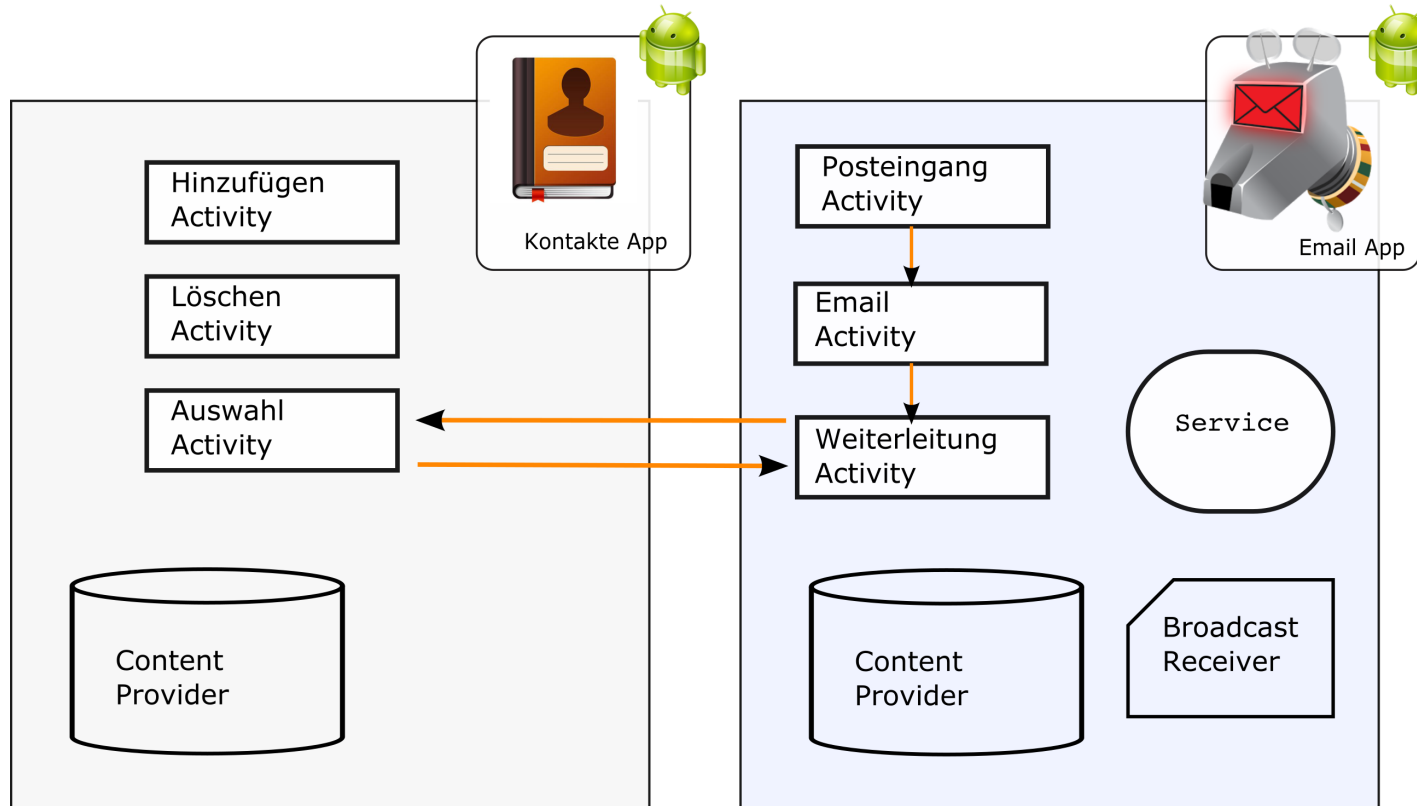 Kontakte App
Hinzufügen
Activity
Löschen
Activity
Auswahl
Activity
Content
Provider
Email App
Posteingang
Activity
Email
Activity
Weiterleitung
Activity
Service
Content
Provider
Broadcast
Receiver